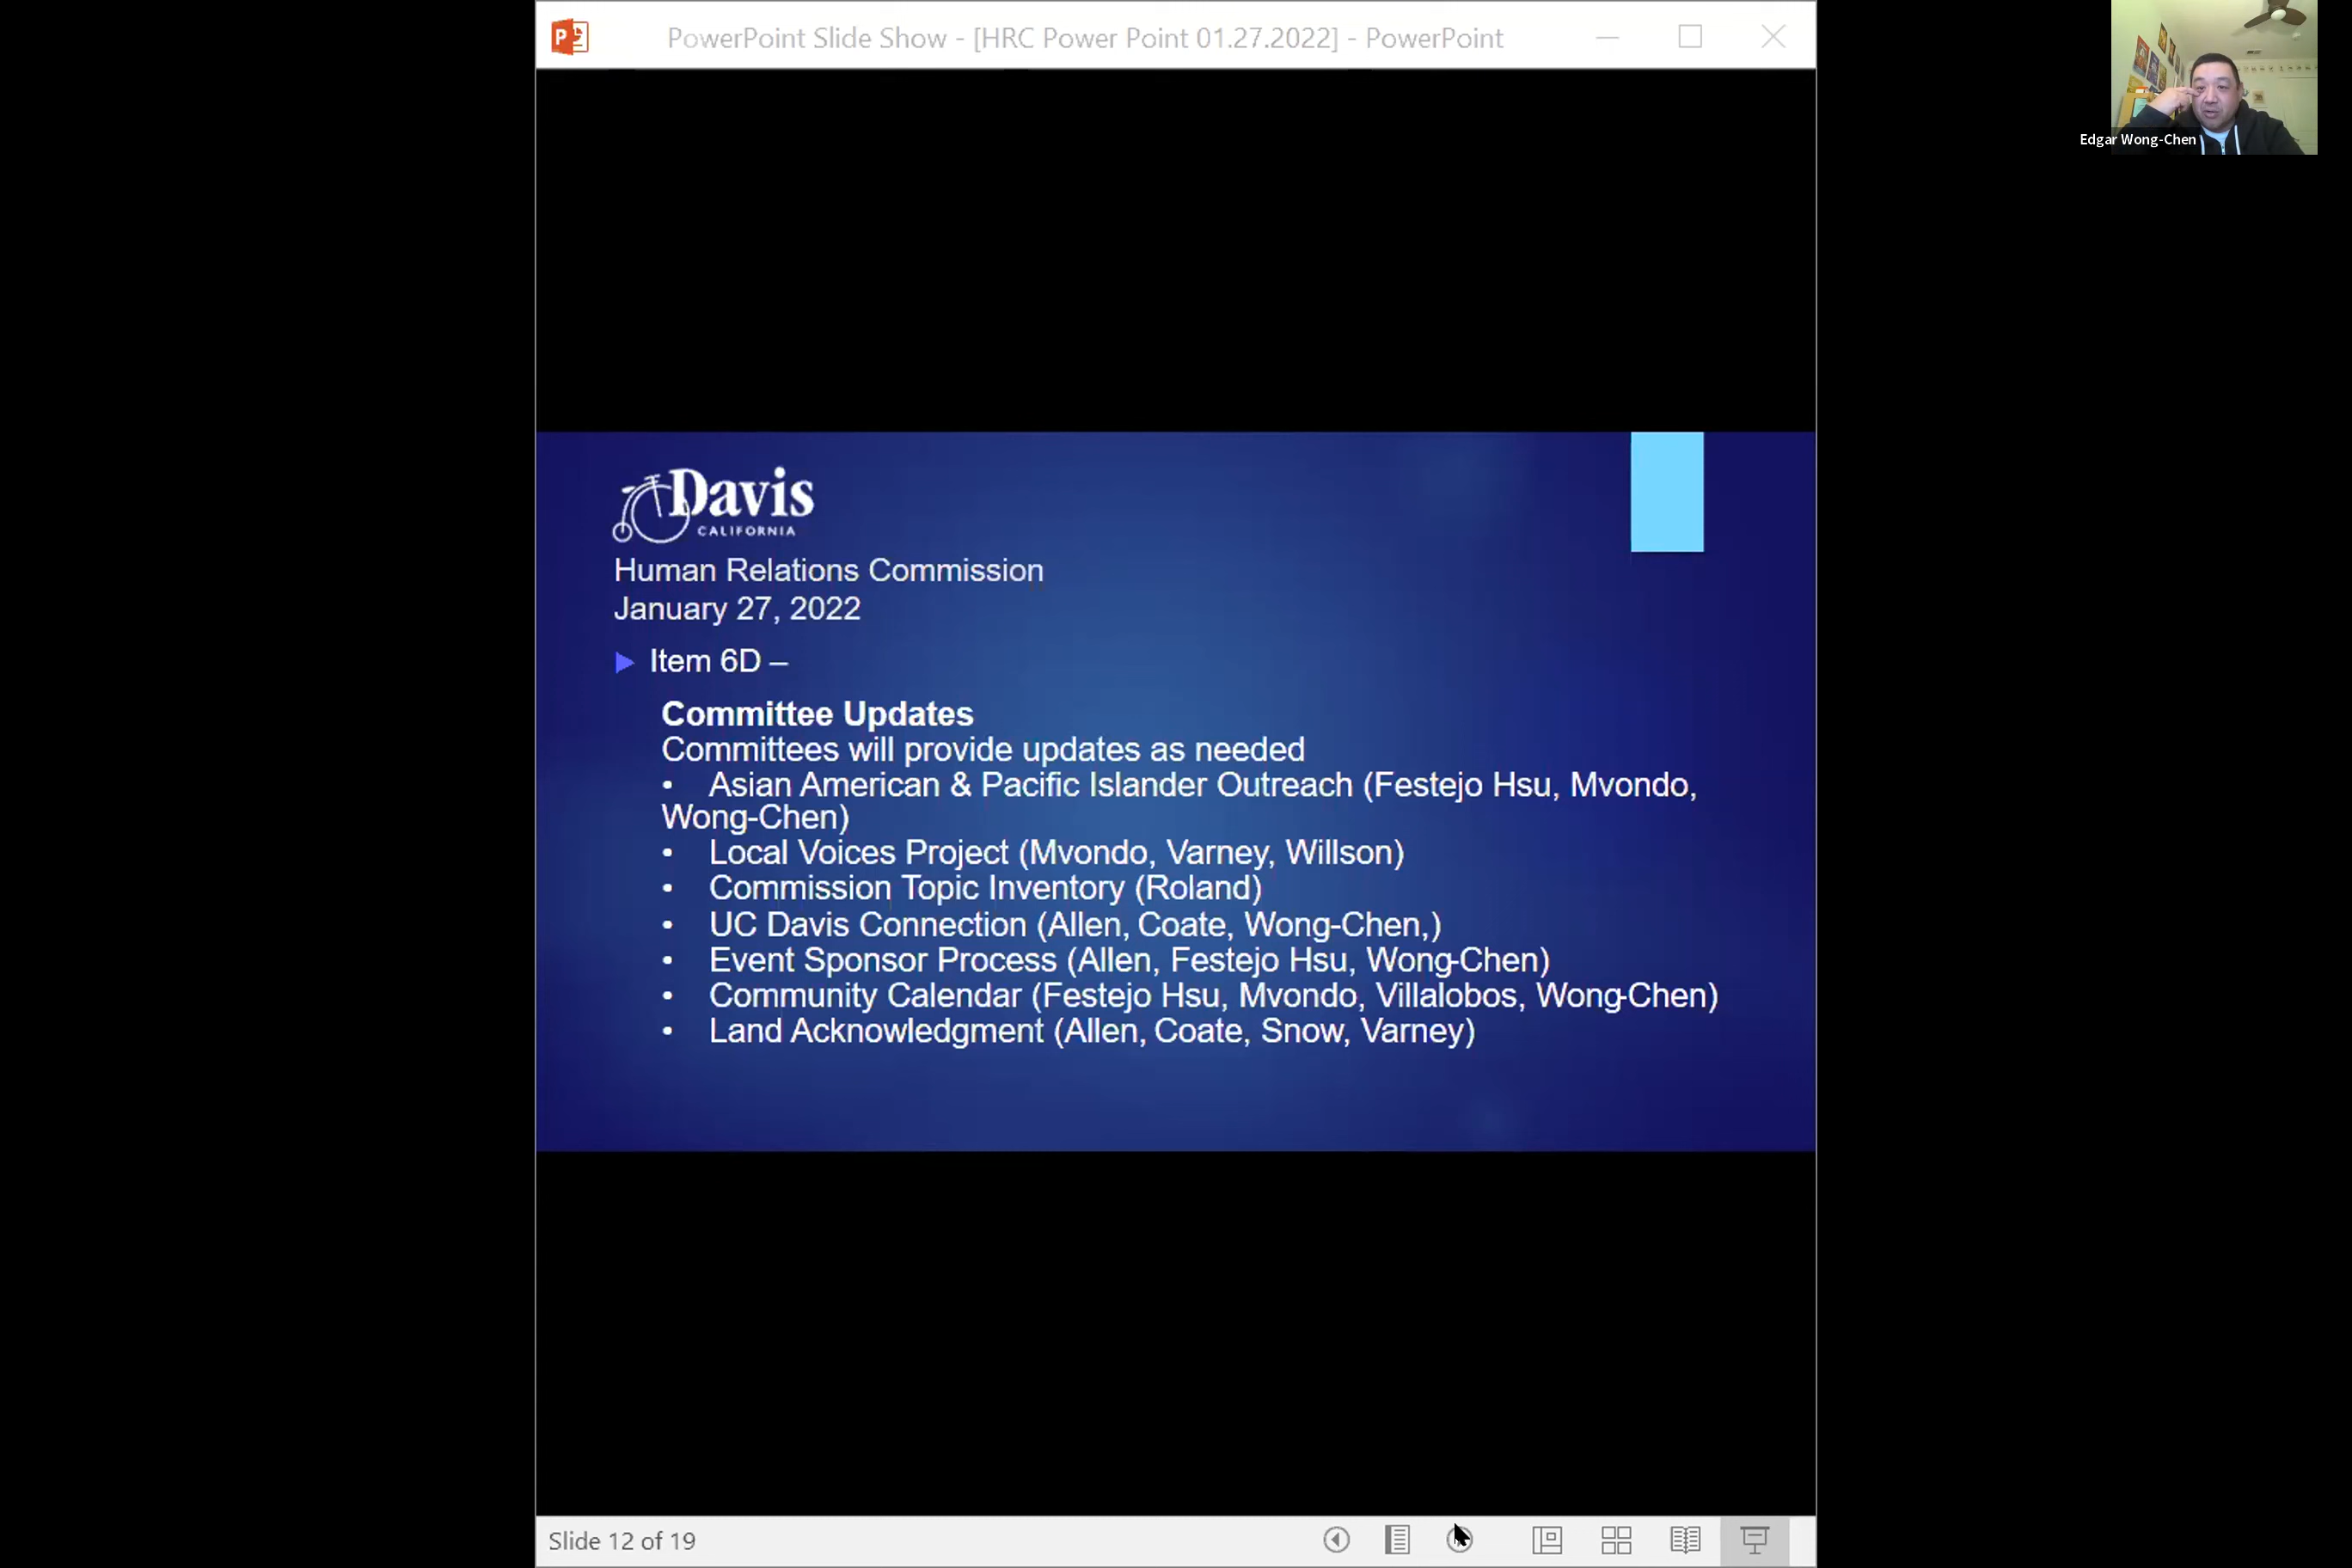 PowerPoint Slide Show - [HRC Power Point 01.27.2022] - PowerPoint
Edgar Wong-Chen
Davis
CALIFORNIA
Human Relations Commission
January 27, 2022
Item 6D –
Committee Updates
Committees will provide updates as needed
• Asian American & Pacific Islander Outreach (Festejo Hsu, Mvondo,
Wong-Chen)
• Local Voices Project (Mvondo, Varney, Willson)
• Commission Topic Inventory (Roland)
• UC Davis Connection (Allen, Coate, Wong-Chen,)
• Event Sponsor Process (Allen, Festejo Hsu, Wong-Chen)
• Community Calendar (Festejo Hsu, Mvondo, Villalobos, Wong-Chen)
• Land Acknowledgment (Allen, Coate, Snow, Varney)
Slide 12 of 19